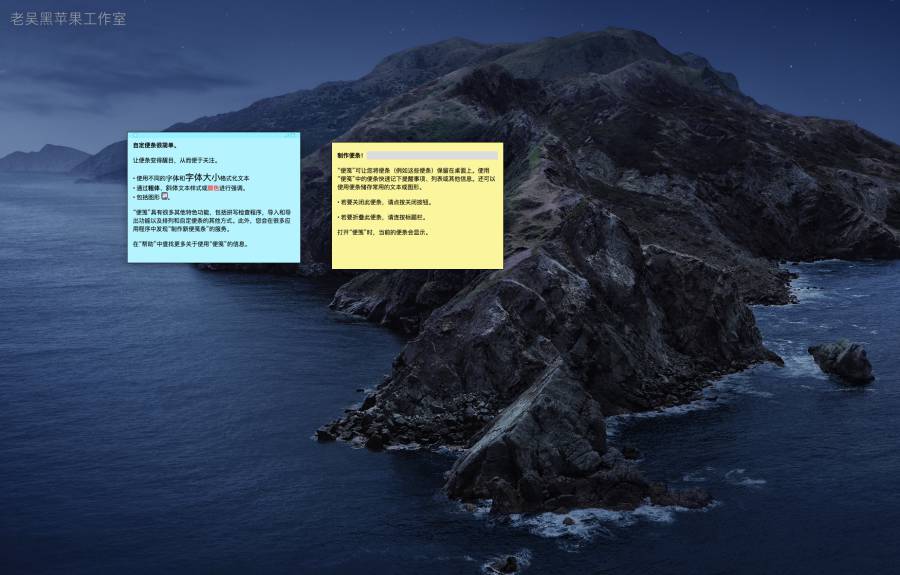 老吴黑苹果工作室
自定便条很简单。
让便条变得醒目，从而便于关注。
• 使用不同的字体和字体大小格式化文本
• 通过粗体、斜体文本样式或颜色进行强调。
• 包括图形 。
“便笺”具有很多其他特色功能，包括拼写检查程序、导入和导
出功能以及排列和自定便条的其他方式。此外，您会在很多应
用程序中发现“制作新便笺条”的服务。
在“帮助”中查找更多关于使用“便笺”的信息。
制作便条！
“便笺”可让您将便条（例如这些便条）保留在桌面上。使用
“便笺”中的便条快速记下提醒事项、列表或其他信息。还可以
使用便条储存常用的文本或图形。
• 若要关闭此便条，请点按关闭按钮。
• 若要折叠此便条，请连按标题栏。
打开“便笺”时，当前的便条会显示。